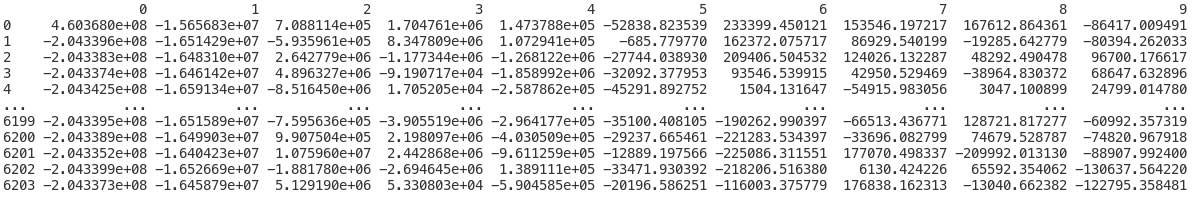 0 1 2 3 4 5 6 7 8 9
0 4.603680e+08 -1.565683e+07 7.088114e+05 1.704761e+06 1.473788e+05 -52838.823539 233399.450121 153546.197217 167612.864361 -86417.009491
1 -2.043396e+08 -1.651429e+07 -5.935961e+05 8.347809e+06 1.072941e+05 -685.779770 162372.075717 86929.540199 -19285.642779 -80394.262033
2 -2.043383e+08 -1.648310e+07 2.642779e+06 -1.177344e+06 -1.268122e+06 -27744.038930 209406.504532 124026.132287 48292.490478 96700.176617
3 -2.043374e+08 -1.646142e+07 4.896327e+06 -9.190717e+04 -1.858992e+06 -32092.377953 93546.539915 42950.529469 -38964.830372 68647.632896
4 -2.043425e+08 -1.659134e+07 -8.516450e+06 1.705205e+04 -2.587862e+05 -45291.892752 1504.131647 -54915.983056 3047.100899 24799.014780
... ... ... ... ... ... ... ... ... ... ...
6199 -2.043395e+08 -1.651589e+07 -7.595636e+05 -3.905519e+06 -2.964177e+05 -35100.408105 -190262.990397 -66513.436771 128721.817277 -60992.357319
6200 -2.043389e+08 -1.649903e+07 9.907504e+05 2.198097e+06 -4.030509e+05 -29237.665461 -221283.534397 -33696.082799 74679.528787 -74820.967918
6201 -2.043352e+08 -1.640423e+07 1.075960e+07 2.442868e+06 -9.611259e+05 -12889.197566 -225086.311551 177070.498337 -209992.013130 -88907.992400
6202 -2.043399e+08 -1.652669e+07 -1.881780e+06 -2.694645e+06 1.389111e+05 -33471.930392 -218206.516380 6130.424226 65592.354062 -130637.564220
6203 -2.043373e+08 -1.645879e+07 5.129190e+06 5.330803e+04 -5.904585e+05 -20196.586251 -116003.375779 176838.162313 -13040.662382 -122795.358481